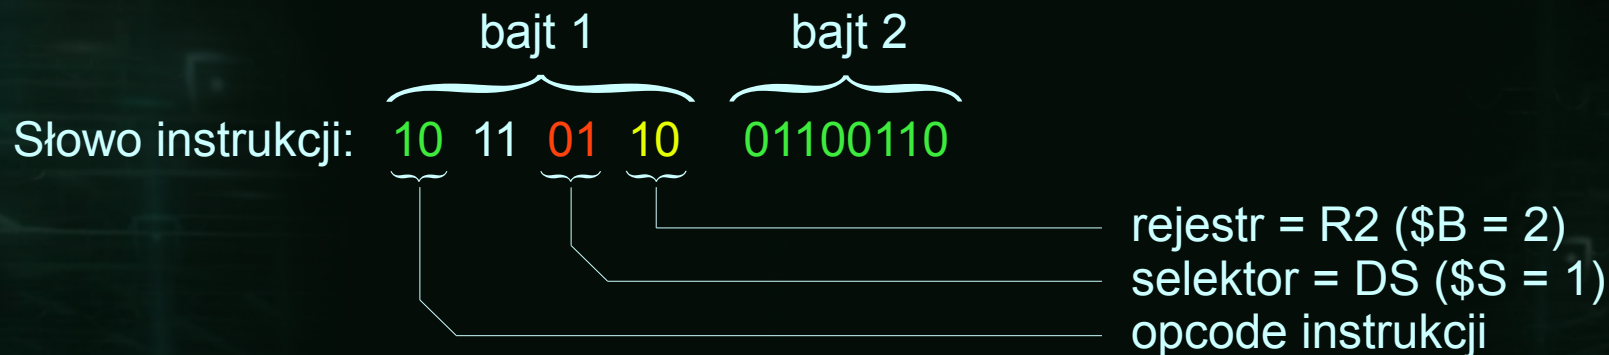 bajt 1 bajt 2
Słowo instrukcji: 10 11 01 10 01100110
rejestr = R2 ($B = 2)
selektor = DS ($S = 1)
opcode instrukcji